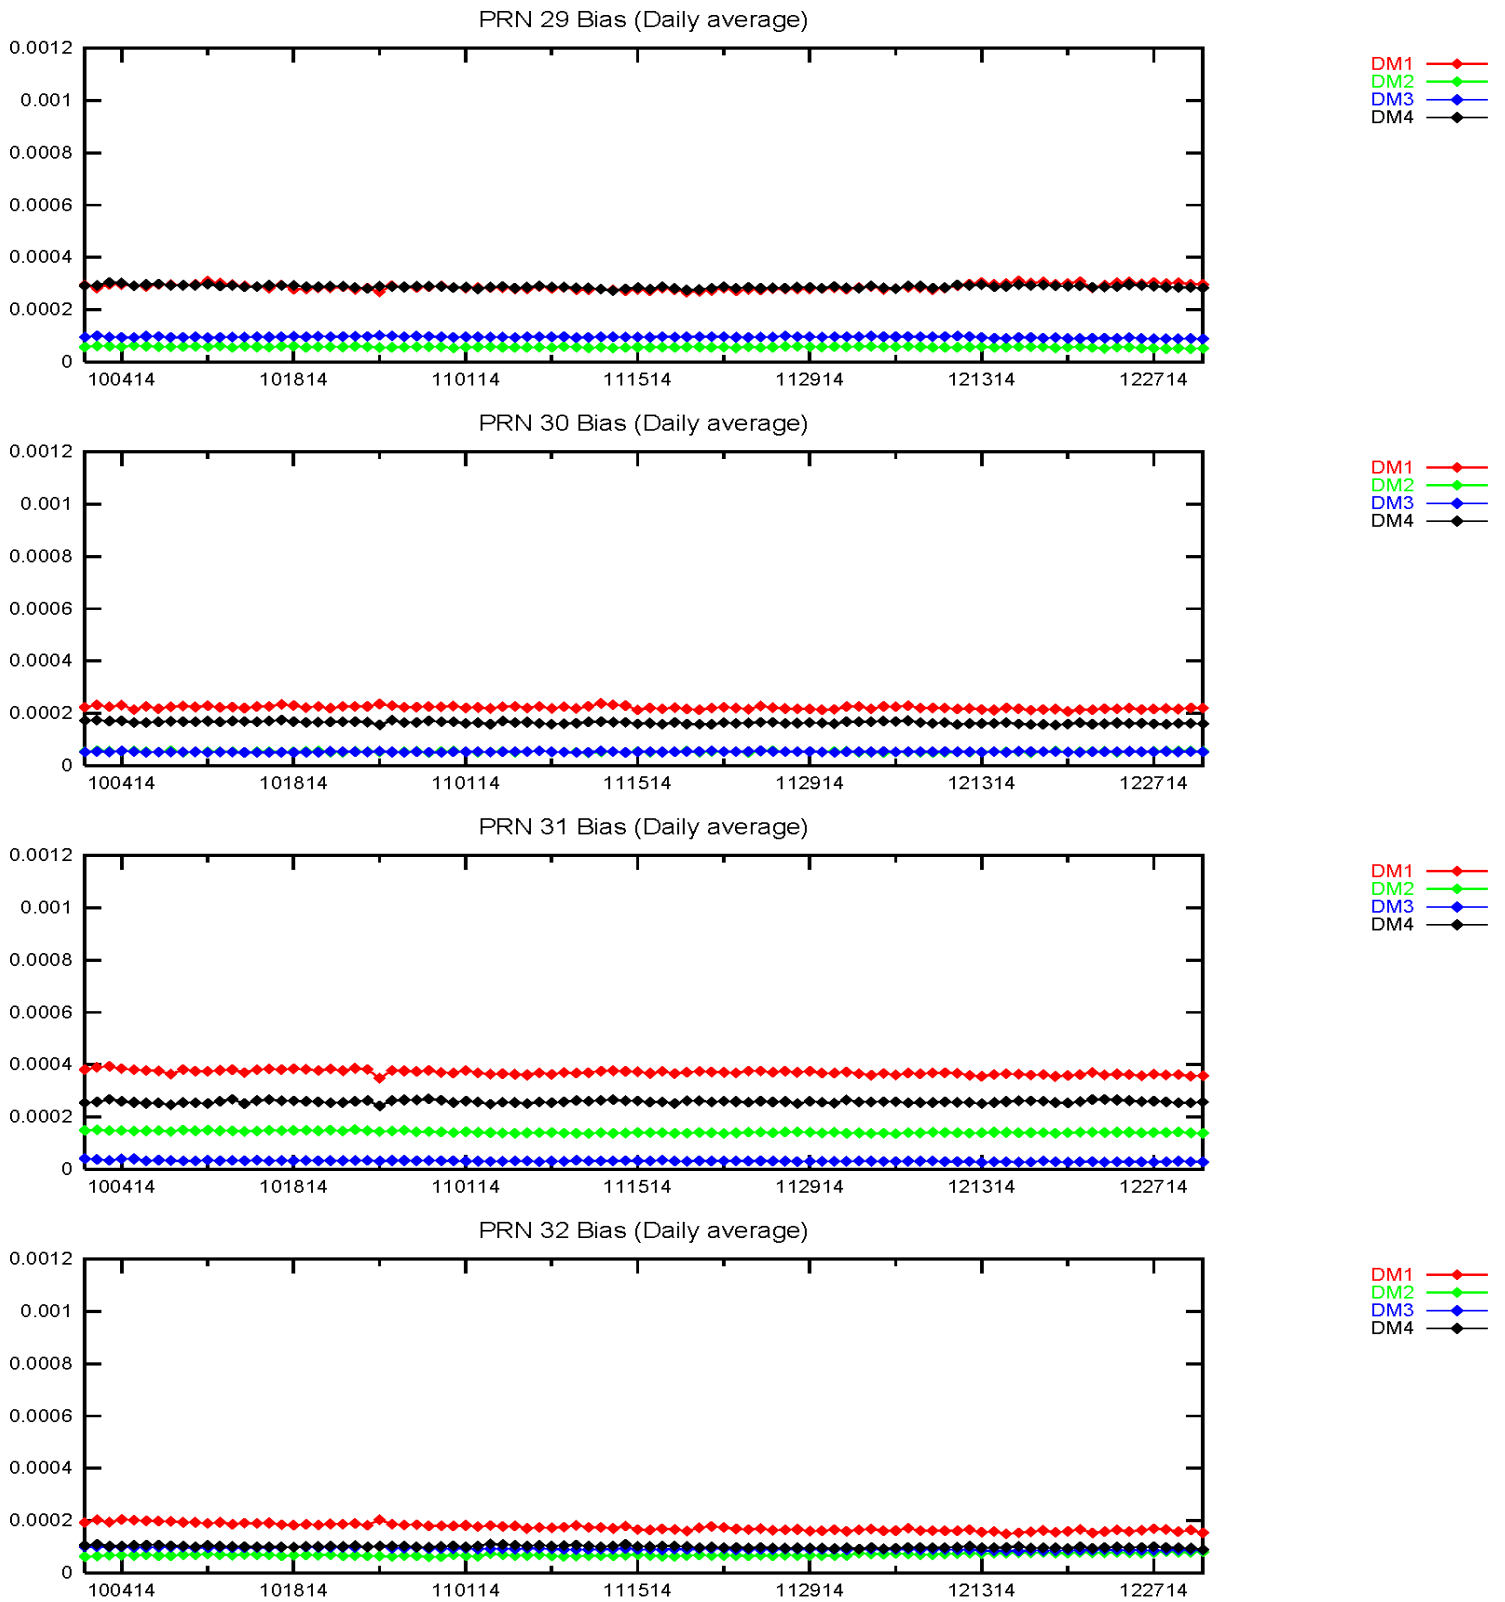 PRN 29 Bias (Daily average)
0.0012
0.001
0.0008
0.0006
0.0004
0.0002
0
100414 101814 110114 111514 112914 121314 122714
DM1
DM2
DM3
DM4
PRN 30 Bias (Daily average)
0.0012
0.001
0.0008
0.0006
0.0004
0.0002
0
100414 101814 110114 111514 112914 121314 122714
DM1
DM2
DM3
DM4
PRN 31 Bias (Daily average)
0.0012
0.001
0.0008
0.0006
0.0004
0.0002
0
100414 101814 110114 111514 112914 121314 122714
DM1
DM2
DM3
DM4
PRN 32 Bias (Daily average)
0.0012
0.001
0.0008
0.0006
0.0004
0.0002
0
100414 101814 110114 111514 112914 121314 122714
DM1
DM2
DM3
DM4